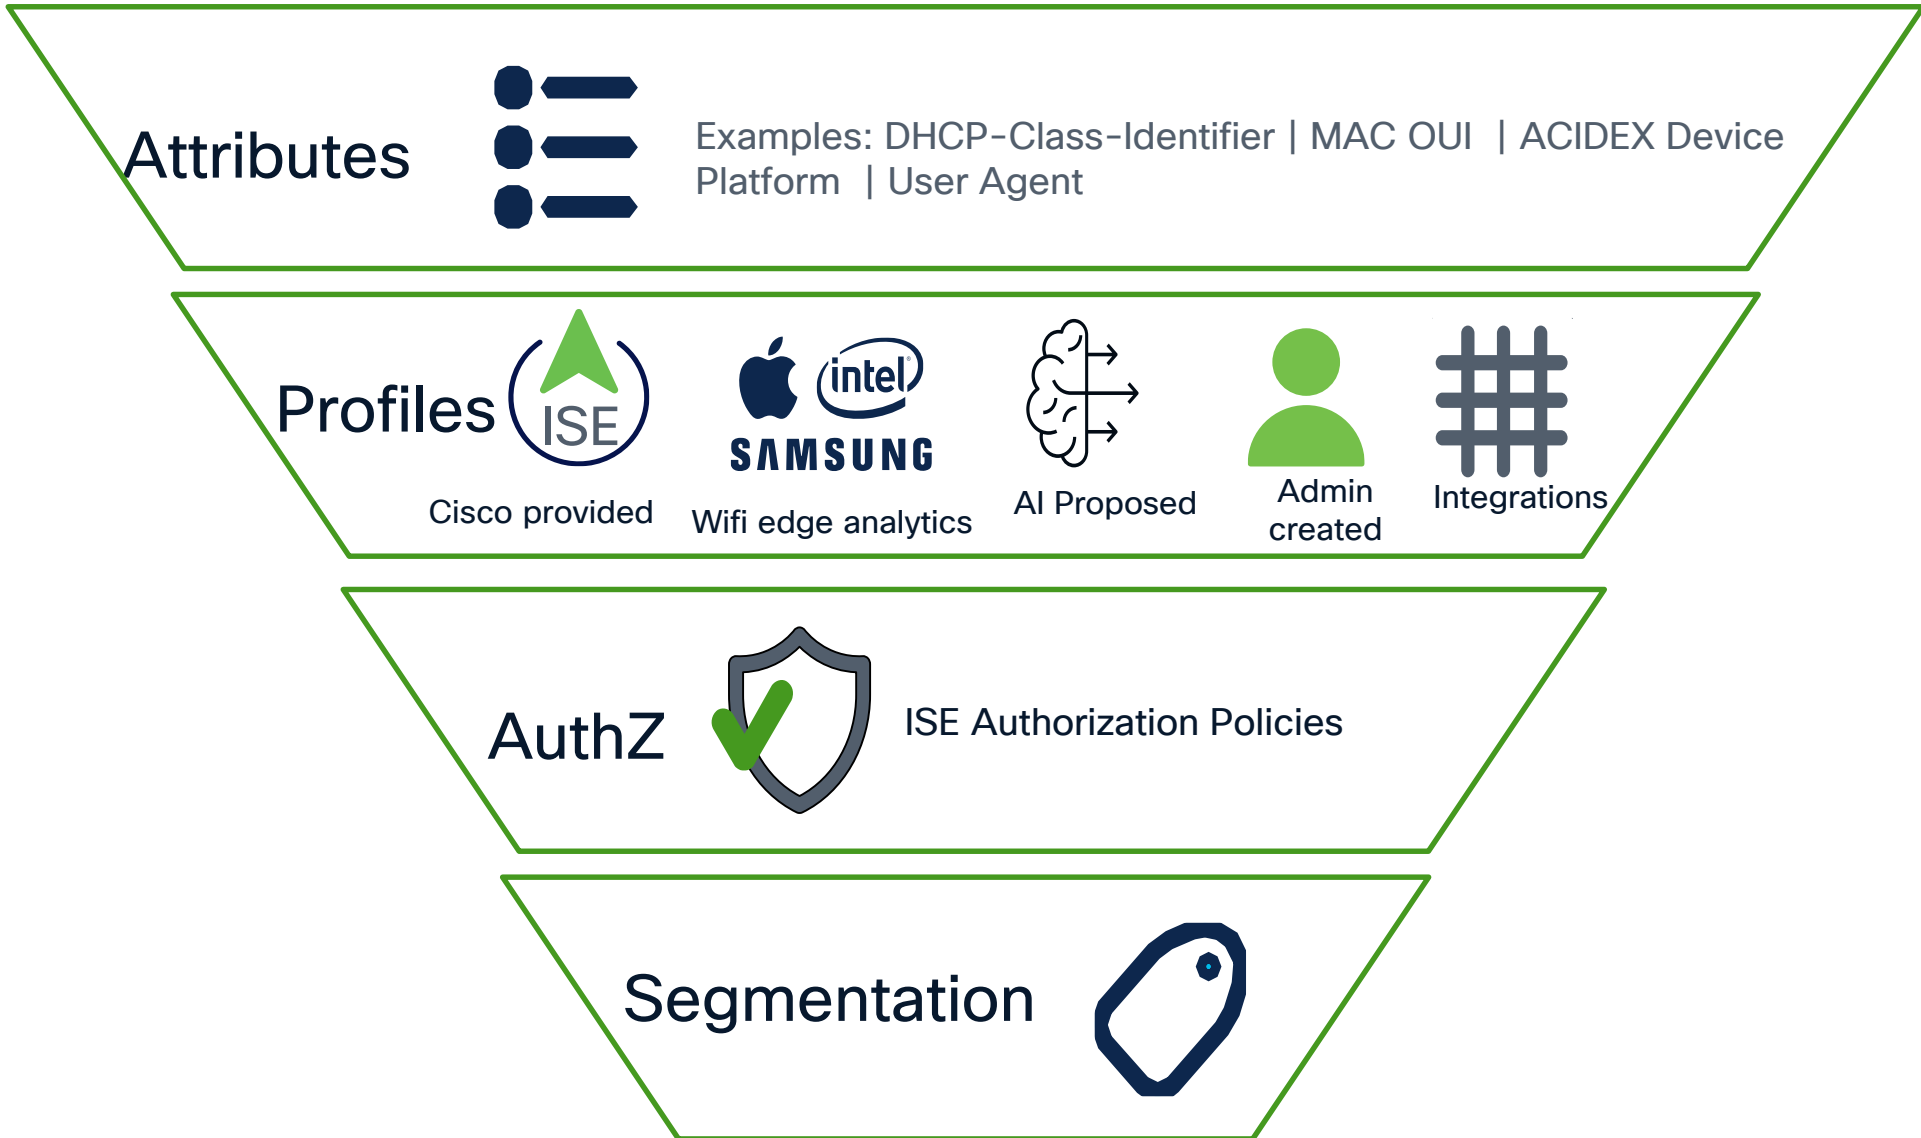 Attributes
Examples: DHCP-Class-Identifier | MAC OUI | ACIDEX Device
Platform | User Agent
Profiles
ISE
intel
SAMSUNG
Cisco provided
Wifi edge analytics
AI Proposed
Admin
created
Integrations
AuthZ
ISE Authorization Policies
Segmentation